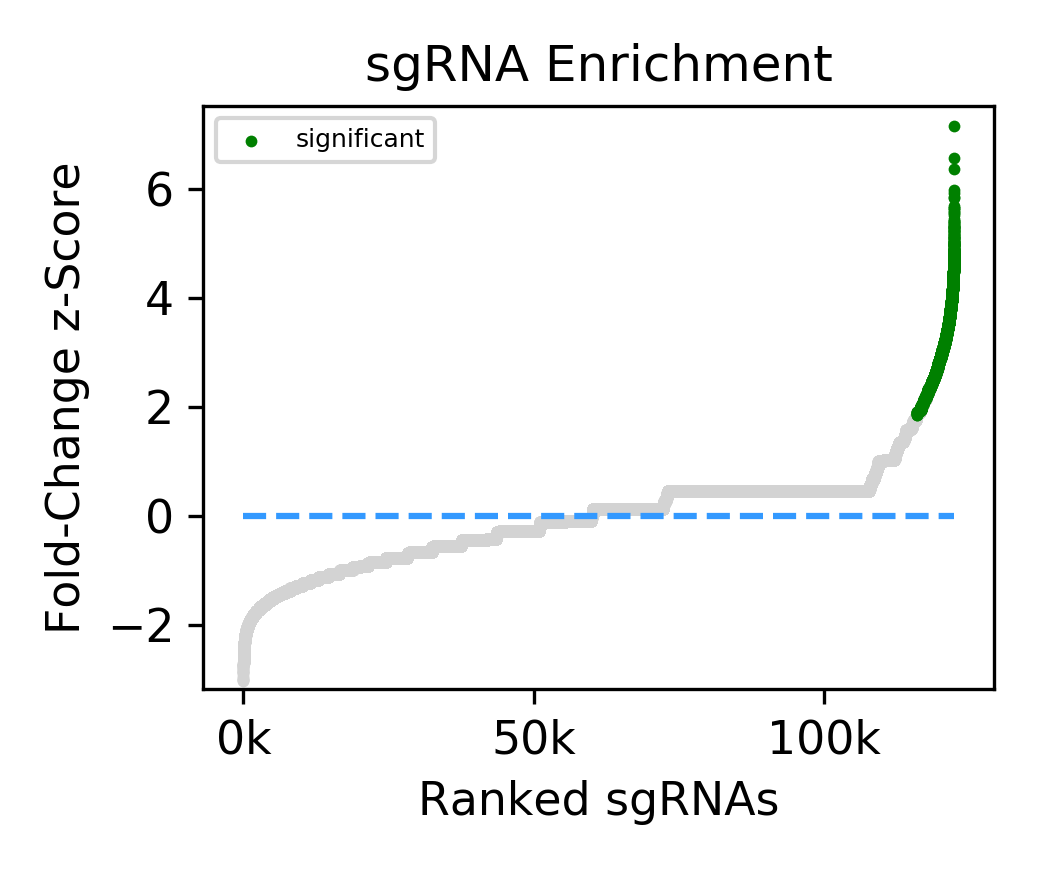 sgRNA Enrichment
significant
Fold-Change z-Score
6
4
2
0
−2
0k
50k
100k
Ranked sgRNAs